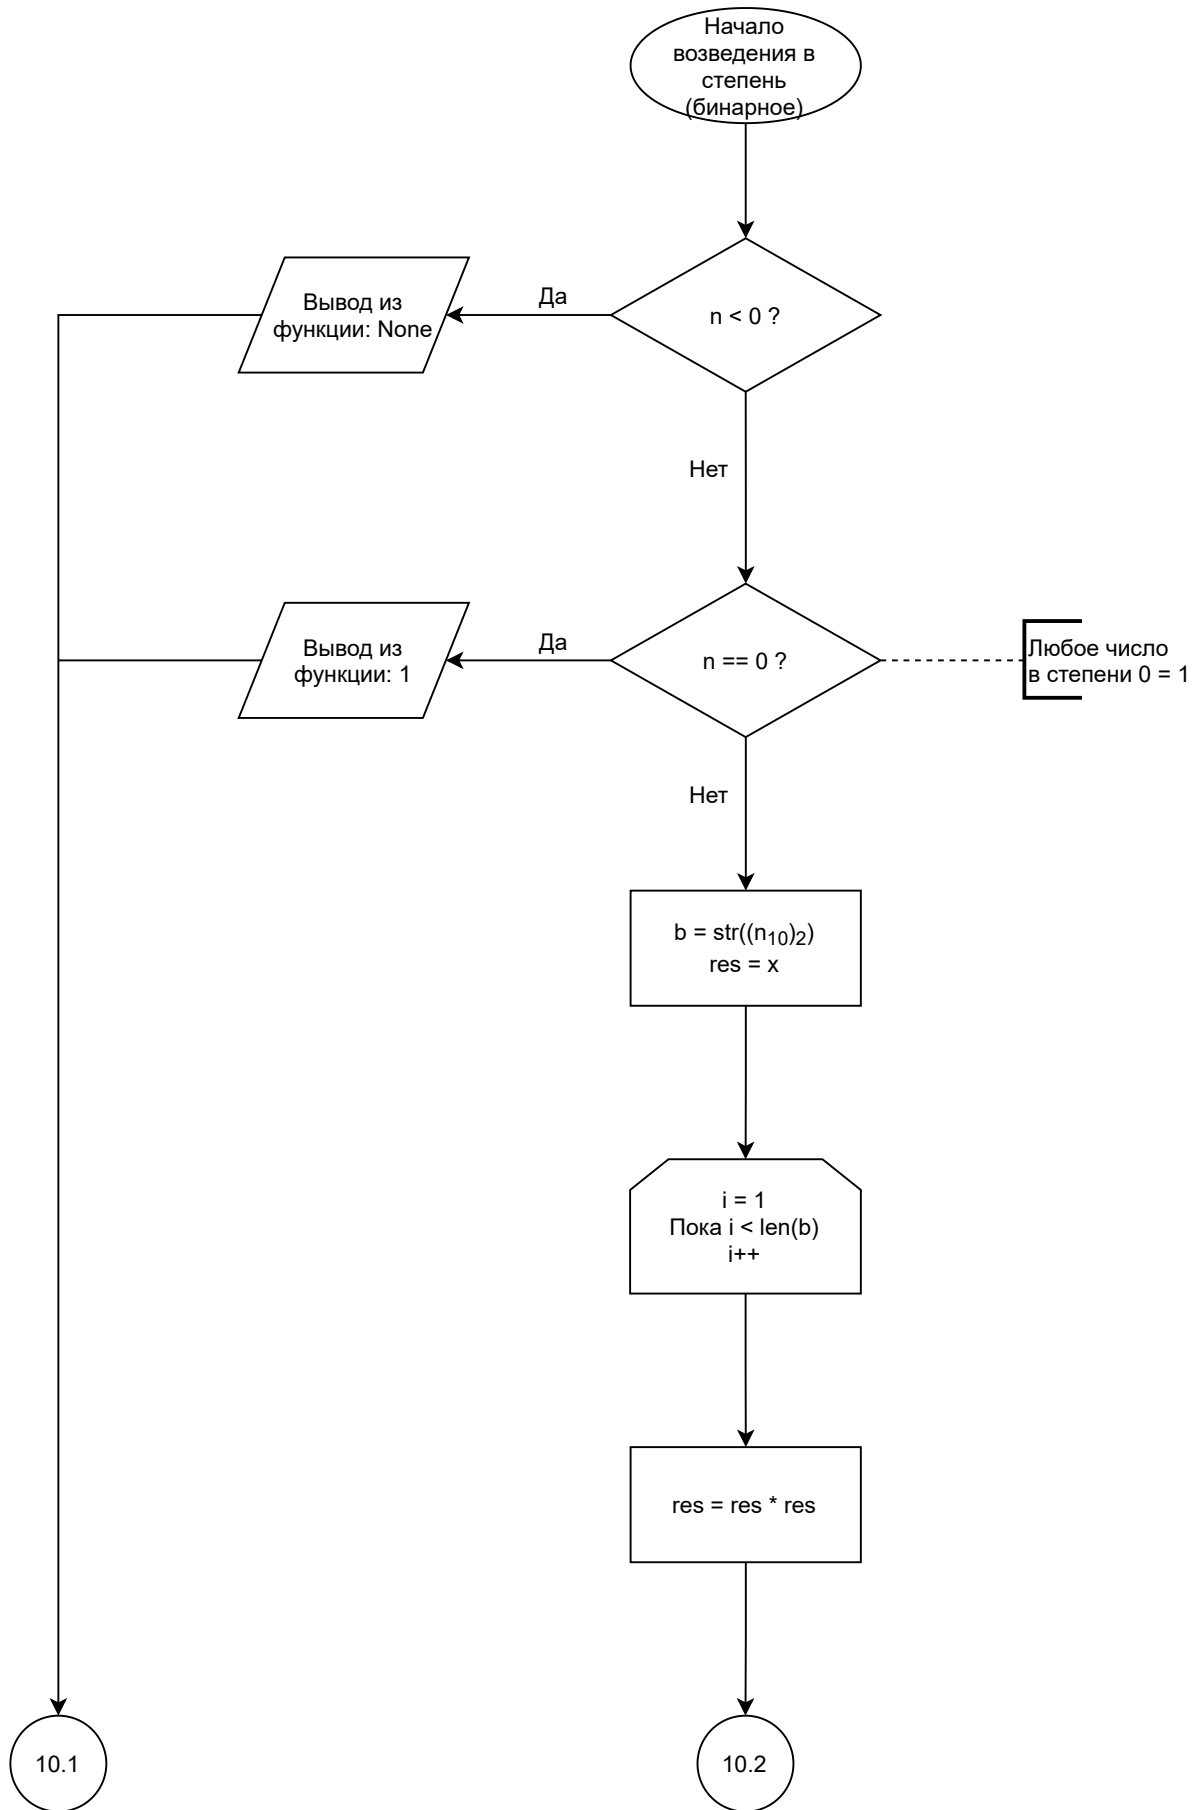 Начало
возведения в
степень
(бинарное)
Вывод из
функции: None
Да
n < 0 ?
Нет
Вывод из
функции: 1
Да
n == 0 ?
Любое число
в степени 0 = 1
Нет
b = str((n₁₀)₂)
res = x
i = 1
Пока i < len(b)
i++
res = res * res
10.1
10.2